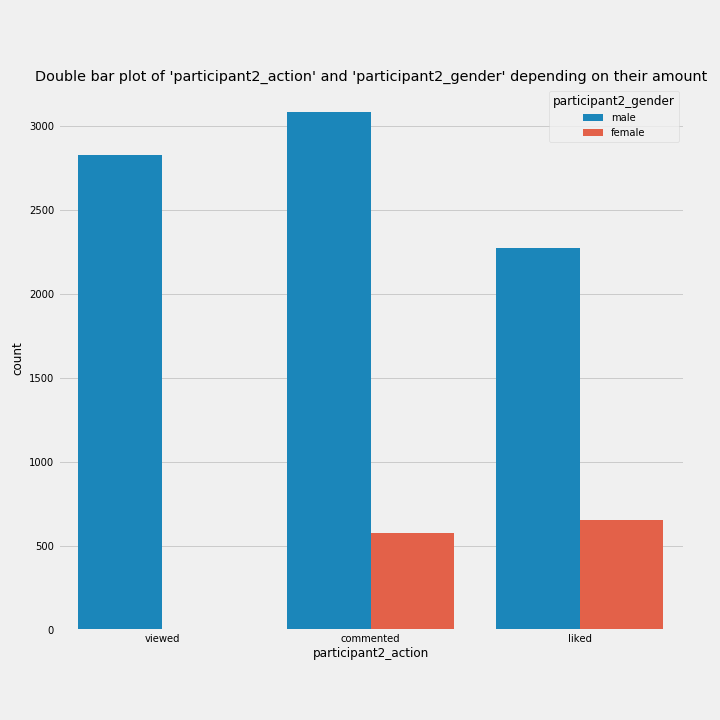 Double bar plot of 'participant2_action' and 'participant2_gender' depending on their amount
participant2_gender
male
female
3000
2500
2000
1500
1000
500
0
count
viewed
commented
liked
participant2_action